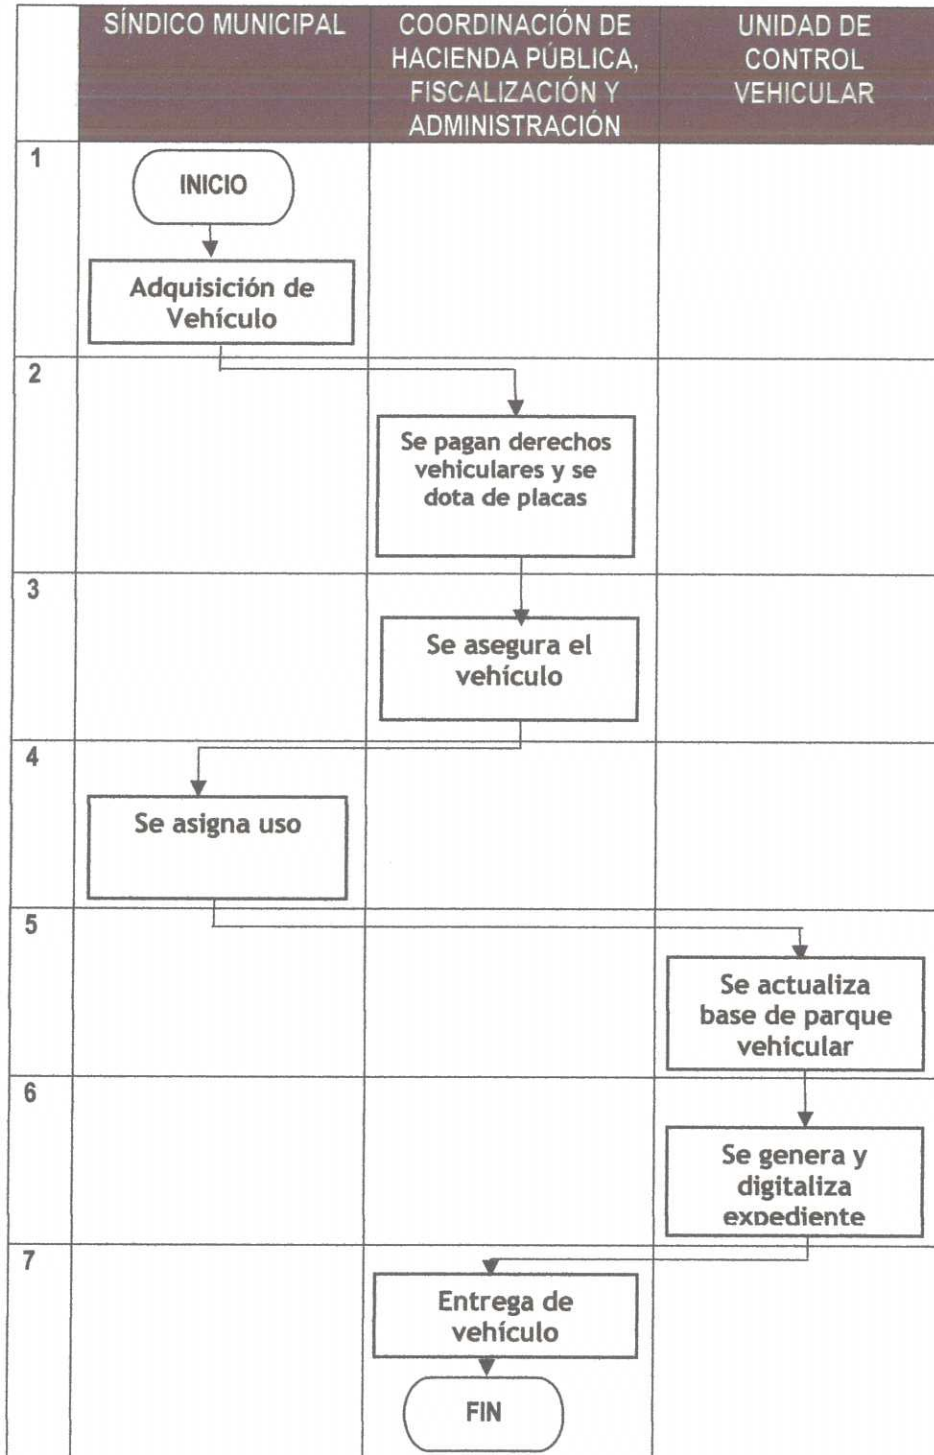 SÍNDICO MUNICIPAL
COORDINACIÓN DE
HACIENDA PÚBLICA,
FISCALIZACIÓN Y
ADMINISTRACIÓN
UNIDAD DE
CONTROL
VEHICULAR
1
INICIO
Adquisición de
Vehículo
2
Se pagan derechos
vehiculares y se
dota de placas
3
Se asegura el
vehículo
4
Se asigna uso
5
Se actualiza
base de parque
vehicular
6
Se genera y
digitaliza
expediente
7
Entrega de
vehículo
FIN